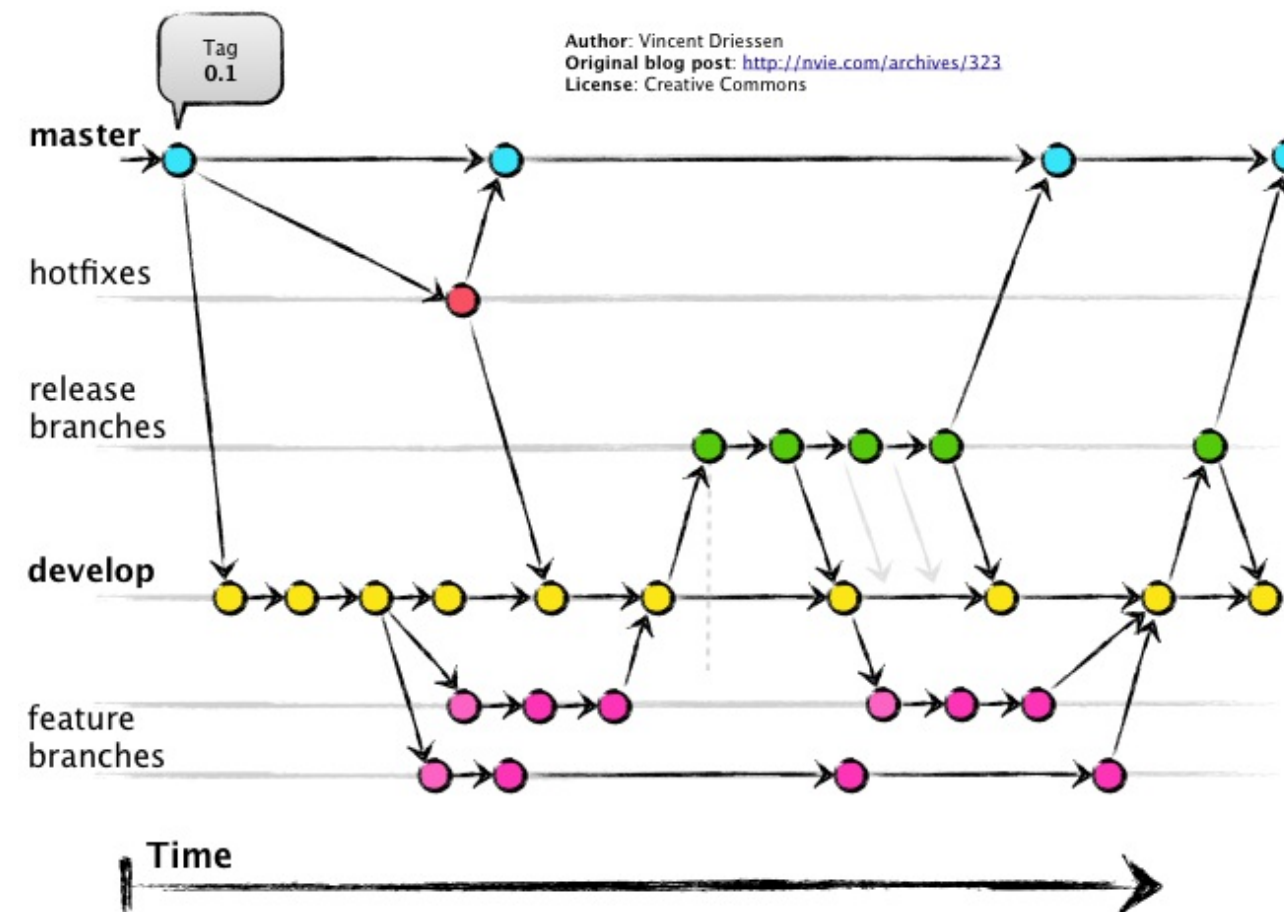 Tag
0.1
Author: Vincent Driessen
Original blog post: http://nvie.com/archives/323
License: Creative Commons
master
hotfixes
release
branches
develop
feature
branches
Time